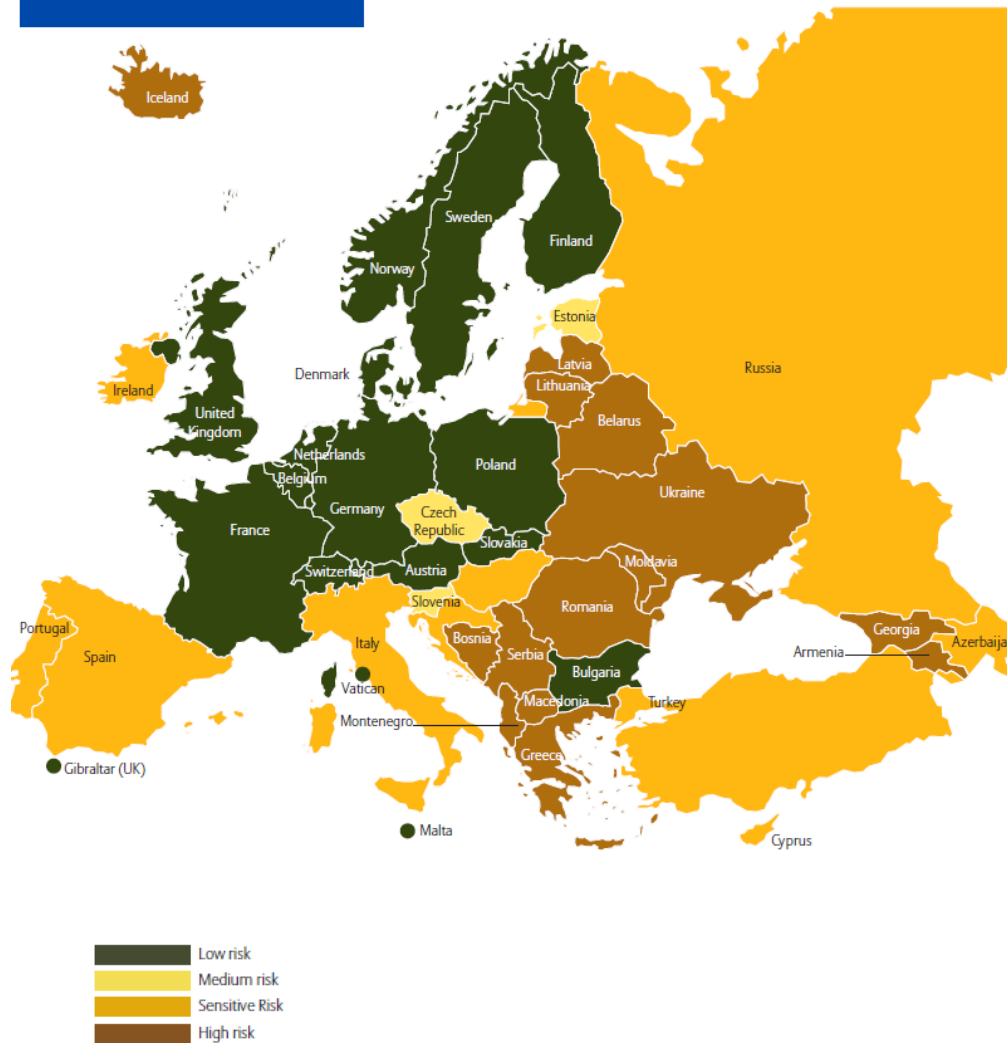 Iceland
Sweden
Finland
Norway
Estonia
Denmark
Latvia
Russia
Ireland
Lithuania
United
Kingdom
Belarus
Netherlands
Poland
Belgium
Ukraine
Germany
Czech
Republic
France
Slovakia
Moldavia
Switzerland
Austria
Slovenia
Romania
Portugal
Italy
Bosnia
Georgia
Azerbaija
Spain
Serbia
Armenia
Bulgaria
Vatican
Macedonia
Turkey
Montenegro
Greece
Gibraltar (UK)
Malta
Cyprus
Low risk
Medium risk
Sensitive Risk
High risk